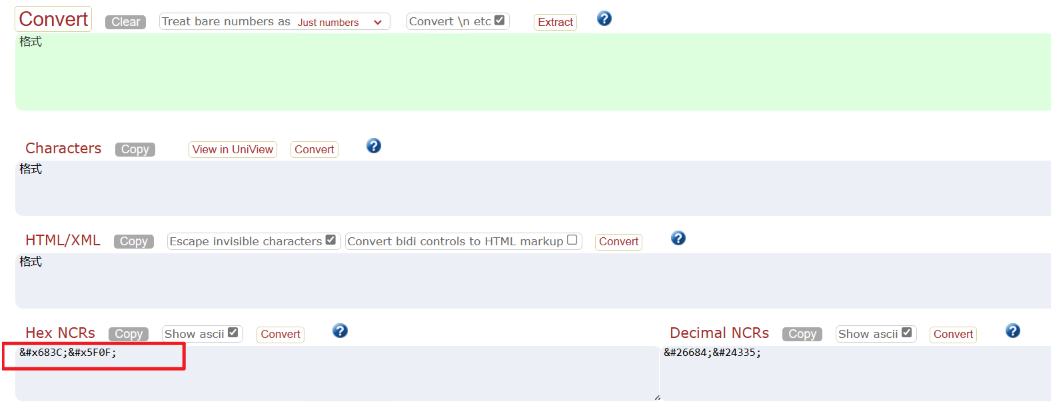 Convert Clear Treat bare numbers as Just numbers Convert \n etc Extract ?
格式
Characters Copy View in UniView Convert ?
格式
HTML/XML Copy Escape invisible characters Convert bidi controls to HTML markup Convert ?
格式
Hex NCRs Copy Show ascii Convert ?
&#x683C;&#x5F0F;
Decimal NCRs Copy Show ascii Convert ?
&#26684;&#24335;